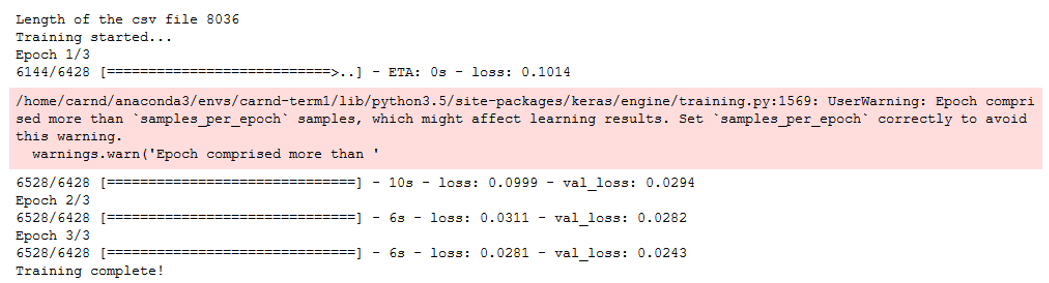 Length of the csv file 8036
Training started...
Epoch 1/3
6144/6428 [===========================>..] - ETA: 0s - loss: 0.1014
/home/carnd/anaconda3/envs/carnd-term1/lib/python3.5/site-packages/keras/engine/training.py:1569: UserWarning: Epoch compri
sed more than `samples_per_epoch` samples, which might affect learning results. Set `samples_per_epoch` correctly to avoid
this warning.
  warnings.warn('Epoch comprised more than '
6528/6428 [==============================] - 10s - loss: 0.0999 - val_loss: 0.0294
Epoch 2/3
6528/6428 [==============================] - 6s - loss: 0.0311 - val_loss: 0.0282
Epoch 3/3
6528/6428 [==============================] - 6s - loss: 0.0281 - val_loss: 0.0243
Training complete!